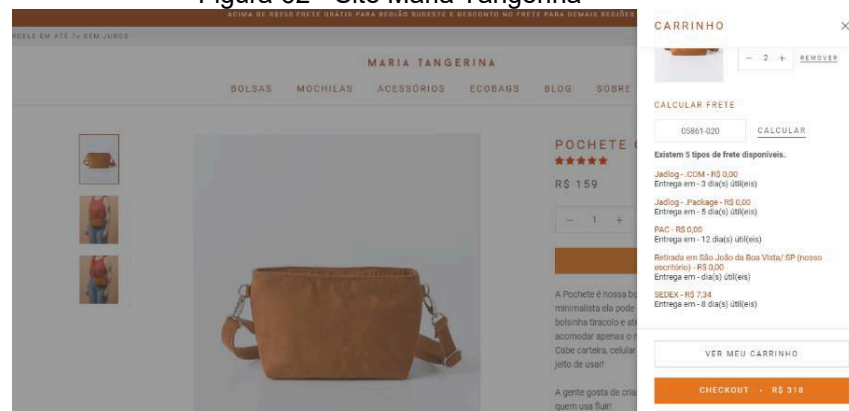 Figura 02 - Site Maria Tangerina
ACIMA DE R$250 FRETE GRÁTIS PARA REGIÃO SUDESTE E DESCONTO NO FRETE PARA DEMAIS REGIÕES
PARCELE EM ATÉ 7x SEM JUROS
MARIA TANGERINA
BOLSAS MOCHILAS ACESSÓRIOS ECOBAGS BLOG SOBRE
POCHETE
R$ 159
− 1 +
A Pochete é nossa
minimalista ela pode
bolsinha tiracolo e
acomodar apenas o
Cabe carteira, celular
jeito de usar!
A gente gosta de
quem usa fluir!
CARRINHO
− 2 + REMOVER
CALCULAR FRETE
05861-020 CALCULAR
Existem 5 tipos de frete disponíveis.
Jadlog - .COM - R$ 0,00
Entrega em - 3 dia(s) útil(eis)
Jadlog - .Package - R$ 0,00
Entrega em - 5 dia(s) útil(eis)
PAC - R$ 0,00
Entrega em - 12 dia(s) útil(eis)
Retirada em São João da Boa Vista/ SP (nosso
escritório) - R$ 0,00
Entrega em - dia(s) útil(eis)
SEDEX - R$ 7,34
Entrega em - 8 dia(s) útil(eis)
VER MEU CARRINHO
CHECKOUT · R$ 318